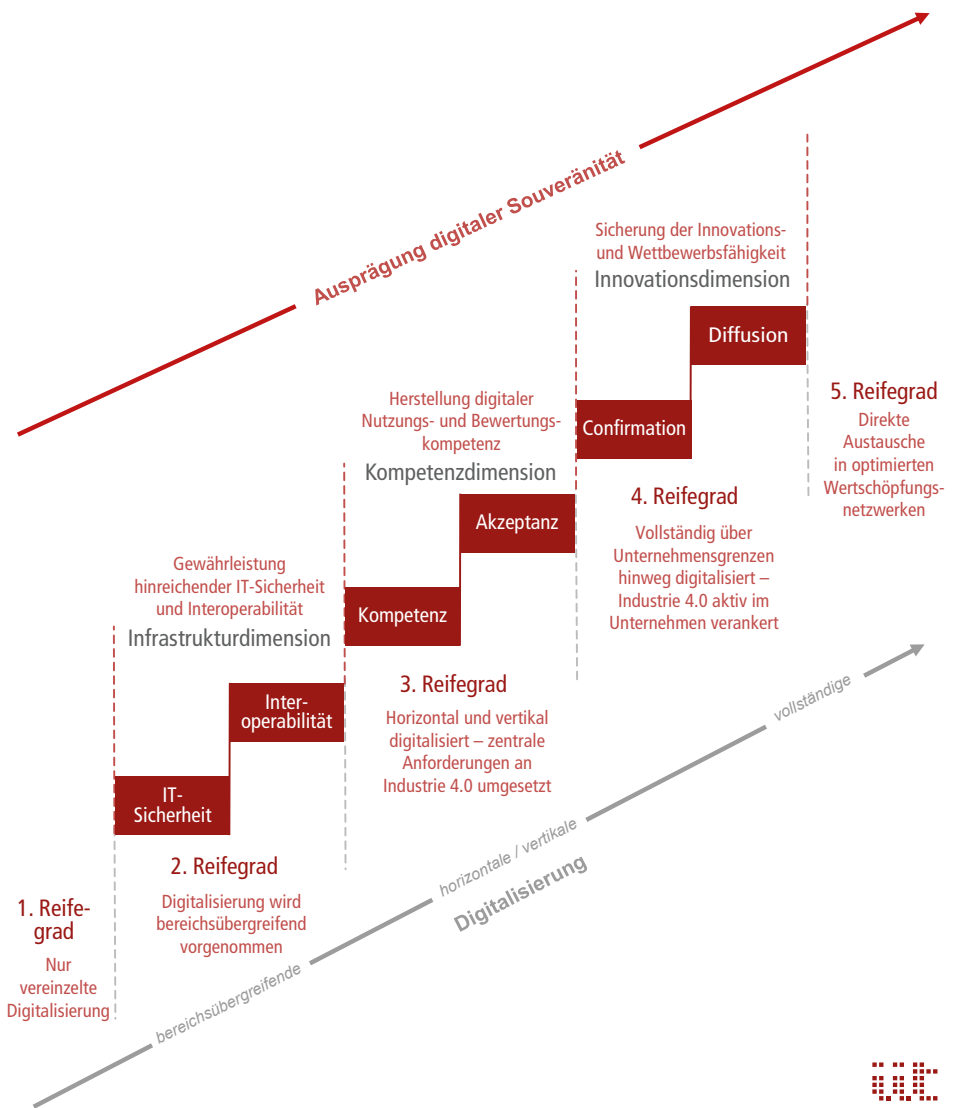 Ausprägung digitaler Souveränität
Sicherung der Innovations-
und Wettbewerbsfähigkeit
Innovationsdimension
Diffusion
Confirmation
5. Reifegrad
Direkte
Austausche
in optimierten
Wertschöpfungs-
netzwerken
Herstellung digitaler
Nutzungs- und Bewertungs-
kompetenz
Kompetenzdimension
Akzeptanz
Kompetenz
4. Reifegrad
Vollständig über
Unternehmensgrenzen
hinweg digitalisiert –
Industrie 4.0 aktiv im
Unternehmen verankert
Gewährleistung
hinreichender IT-Sicherheit
und Interoperabilität
Infrastrukturdimension
Inter-
operabilität
IT-
Sicherheit
3. Reifegrad
Horizontal und vertikal
digitalisiert – zentrale
Anforderungen an
Industrie 4.0 umgesetzt
2. Reifegrad
Digitalisierung wird
bereichsübergreifend
vorgenommen
1. Reife-
grad
Nur
vereinzelte
Digitalisierung
bereichsübergreifende
horizontale / vertikale
vollständige
Digitalisierung